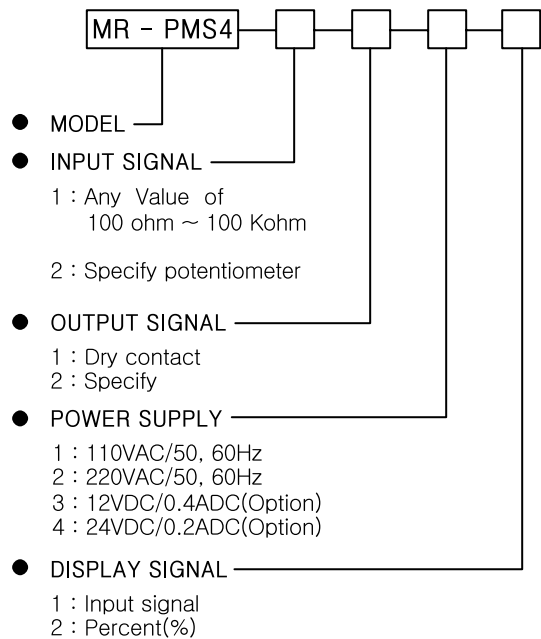 MR - PMS4
● MODEL
● INPUT SIGNAL
1 : Any Value of
100 ohm ~ 100 Kohm
2 : Specify potentiometer
● OUTPUT SIGNAL
1 : Dry contact
2 : Specify
● POWER SUPPLY
1 : 110VAC/50, 60Hz
2 : 220VAC/50, 60Hz
3 : 12VDC/0.4ADC(Option)
4 : 24VDC/0.2ADC(Option)
● DISPLAY SIGNAL
1 : Input signal
2 : Percent(%)